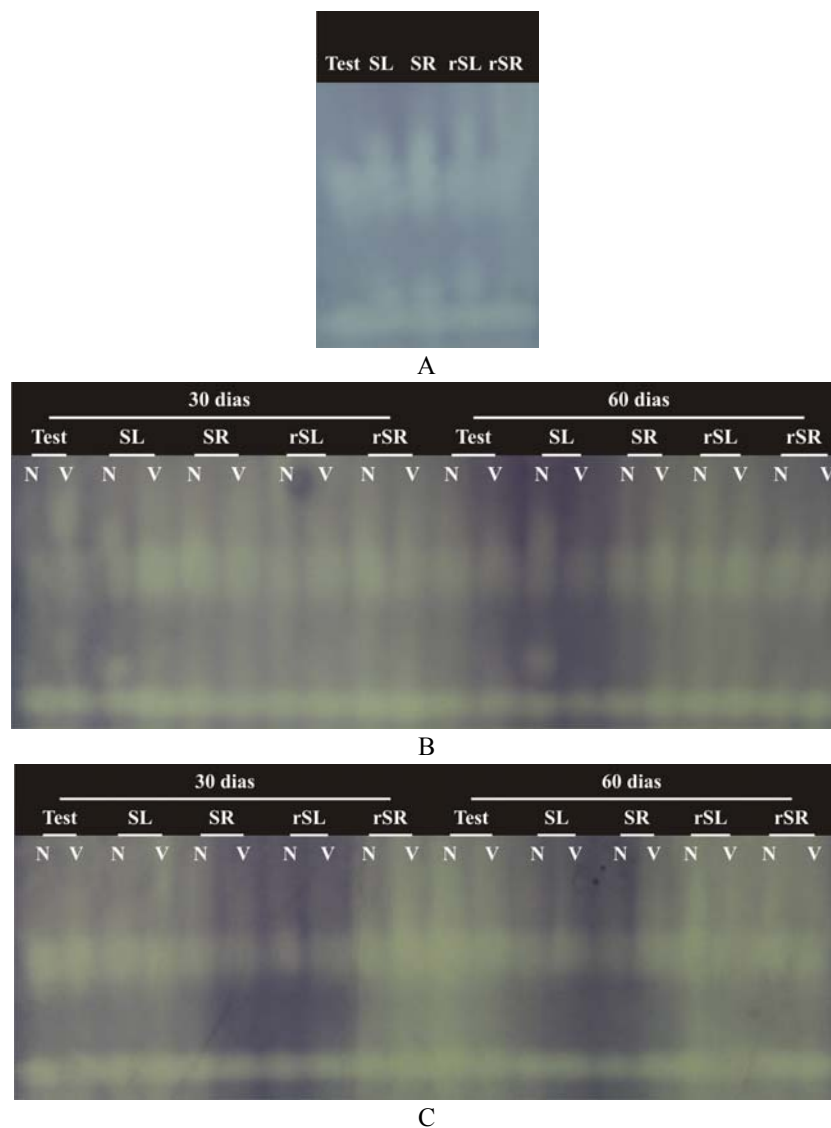 Test SL SR rSL rSR
A
30 dias 60 dias
Test SL SR rSL rSR Test SL SR rSL rSR
N V N V N V N V N V N V N V N V N V N V
B
30 dias 60 dias
Test SL SR rSL rSR Test SL SR rSL rSR
N V N V N V N V N V N V N V N V N V N V
C